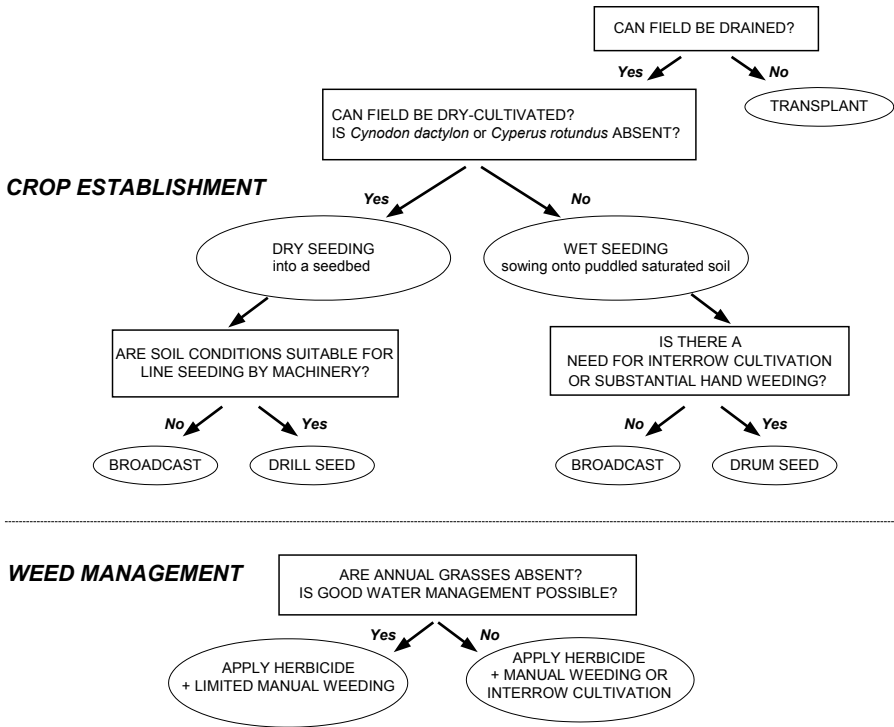 CAN FIELD BE DRAINED?
Yes
No
TRANSPLANT
CAN FIELD BE DRY-CULTIVATED?
IS Cynodon dactylon or Cyperus rotundus ABSENT?
CROP ESTABLISHMENT
Yes
No
DRY SEEDING
into a seedbed
WET SEEDING
sowing onto puddled saturated soil
ARE SOIL CONDITIONS SUITABLE FOR
LINE SEEDING BY MACHINERY?
IS THERE A
NEED FOR INTERROW CULTIVATION
OR SUBSTANTIAL HAND WEEDING?
No
Yes
No
Yes
BROADCAST
DRILL SEED
BROADCAST
DRUM SEED
WEED MANAGEMENT
ARE ANNUAL GRASSES ABSENT?
IS GOOD WATER MANAGEMENT POSSIBLE?
Yes
No
APPLY HERBICIDE
+ LIMITED MANUAL WEEDING
APPLY HERBICIDE
+ MANUAL WEEDING OR
INTERROW CULTIVATION